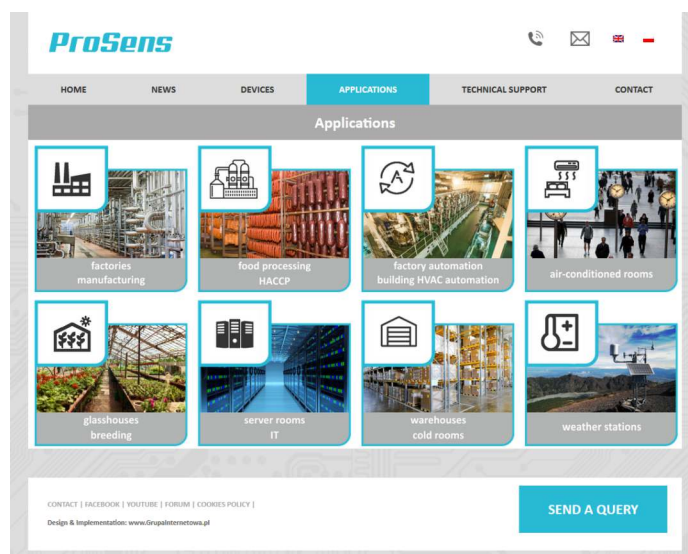 ProSens
HOME NEWS DEVICES APPLICATIONS TECHNICAL SUPPORT CONTACT
Applications
A
factories
manufacturing
food processing
HACCP
factory automation
building HVAC automation
air-conditioned rooms
glasshouses
breeding
server rooms
IT
warehouses
cold rooms
weather stations
CONTACT | FACEBOOK | YOUTUBE | FORUM | COOKIES POLICY |
Design & Implementation: www.Grupainternetowa.pl
SEND A QUERY